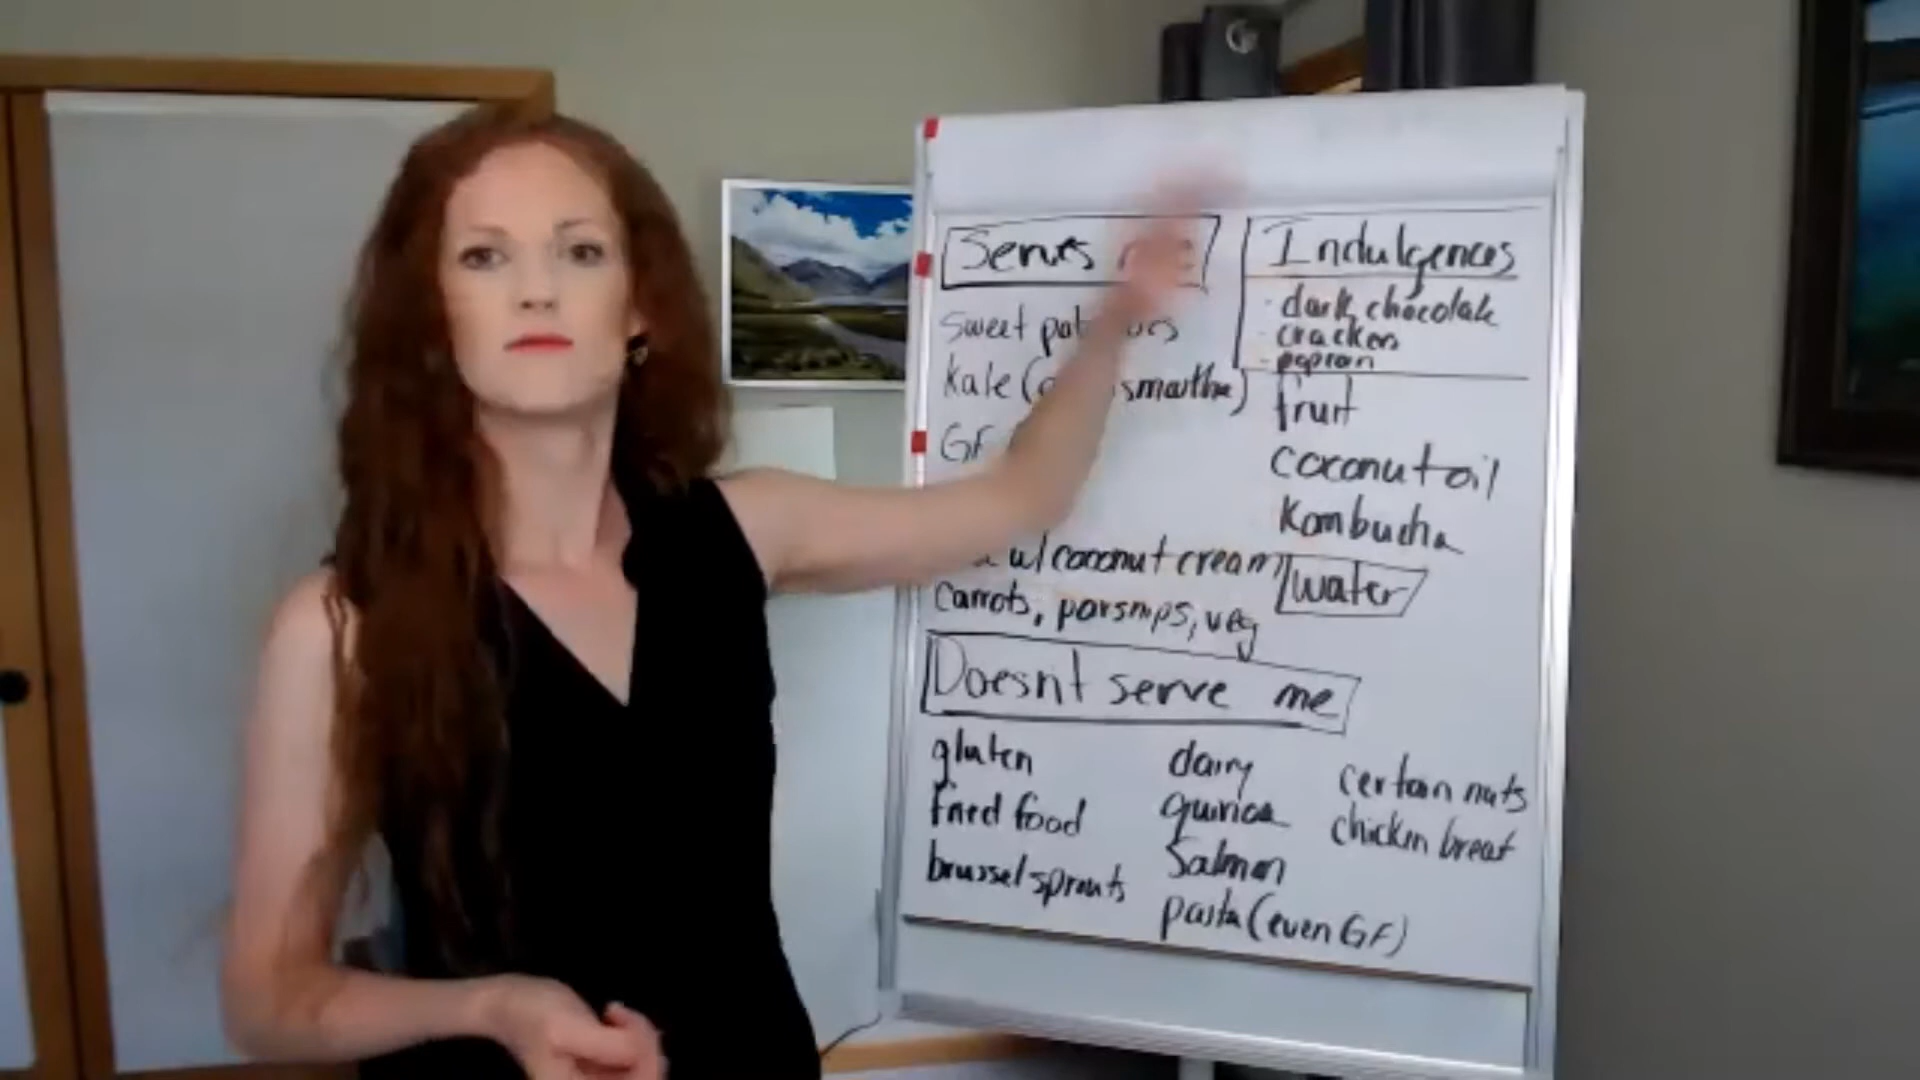 Serves
sweet potatoes
Kale (smoothie)
GF
w/ coconut cream
carrots, parsnips, veg
Indulgences
- dark chocolate
- crackers
- popcorn
fruit
coconut oil
Kombucha
water
Doesn't serve me
gluten
fried food
brussel sprouts
dairy
quinoa
Salmon
pasta (even GF)
certain nuts
chicken breast